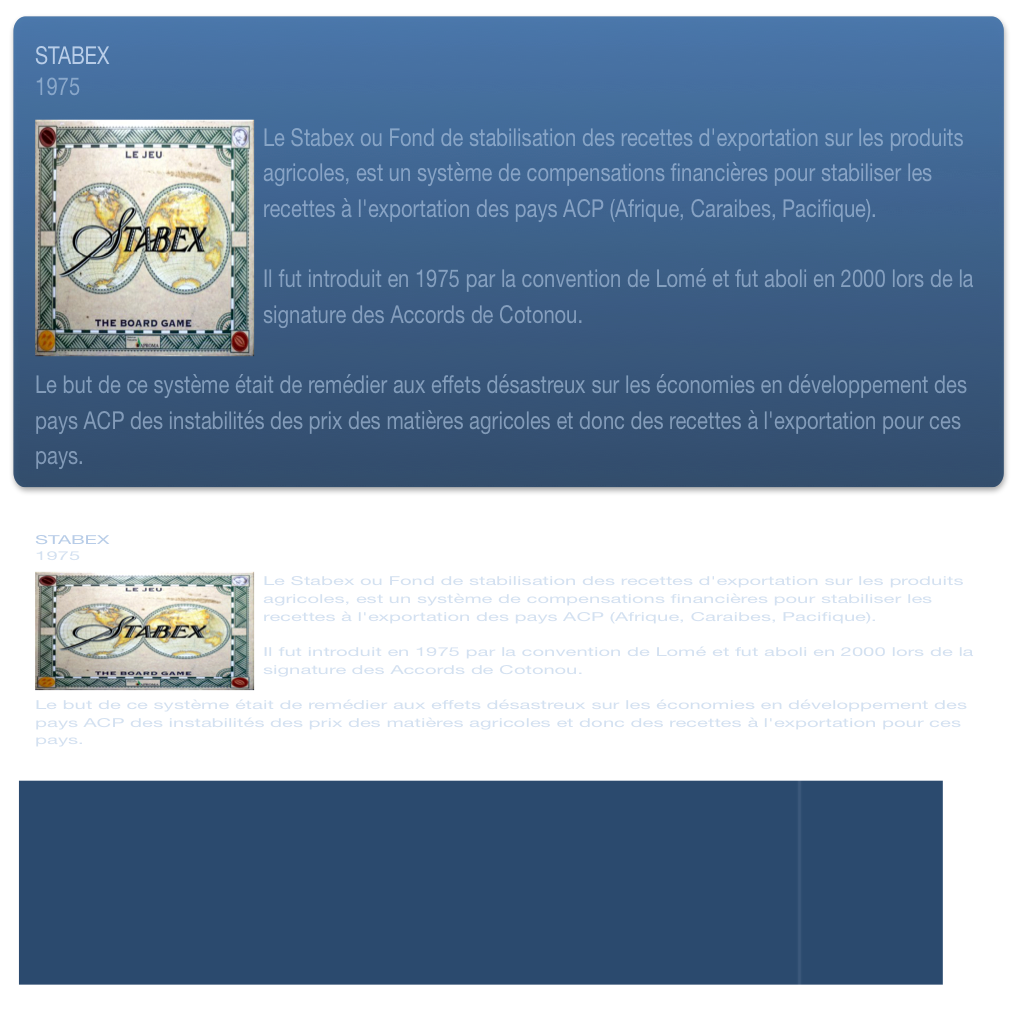 STABEX
1975
LE JEU
STABEX
THE BOARD GAME
Le Stabex ou Fond de stabilisation des recettes d'exportation sur les produits
agricoles, est un système de compensations financières pour stabiliser les
recettes à l'exportation des pays ACP (Afrique, Caraibes, Pacifique).
Il fut introduit en 1975 par la convention de Lomé et fut aboli en 2000 lors de la
signature des Accords de Cotonou.
Le but de ce système était de remédier aux effets désastreux sur les économies en développement des
pays ACP des instabilités des prix des matières agricoles et donc des recettes à l'exportation pour ces
pays.
STABEX
1975
LE JEU
STABEX
THE BOARD GAME
Le Stabex ou Fond de stabilisation des recettes d'exportation sur les produits
agricoles, est un système de compensations financières pour stabiliser les
recettes à l'exportation des pays ACP (Afrique, Caraibes, Pacifique).
Il fut introduit en 1975 par la convention de Lomé et fut aboli en 2000 lors de la
signature des Accords de Cotonou.
Le but de ce système était de remédier aux effets désastreux sur les économies en développement des
pays ACP des instabilités des prix des matières agricoles et donc des recettes à l'exportation pour ces
pays.